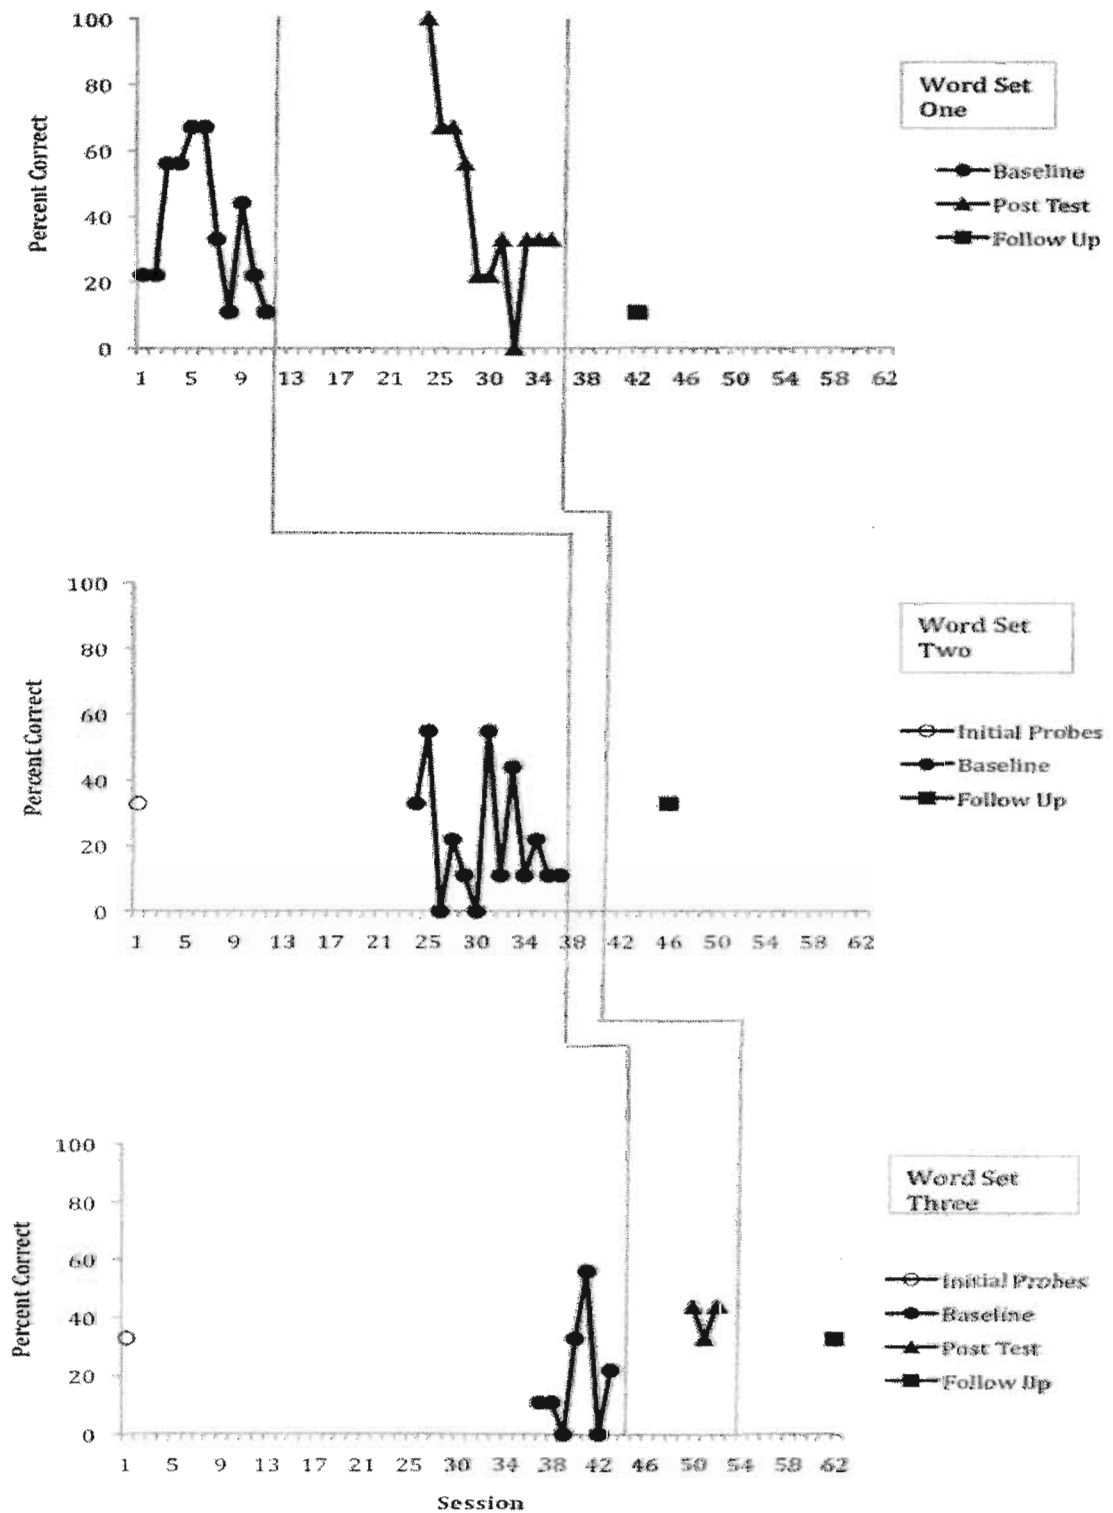 100
80
60
40
20
0
Percent Correct
1 5 9 13 17 21 25 30 34 38 42 46 50 54 58 62
Word Set
One
Baseline
Post Test
Follow Up
100
80
60
40
20
0
Percent Correct
1 5 9 13 17 21 25 30 34 38 42 46 50 54 58 62
Word Set
Two
Initial Probes
Baseline
Follow Up
100
80
60
40
20
0
Percent Correct
1 5 9 13 17 21 25 30 34 38 42 46 50 54 58 62
Session
Word Set
Three
Initial Probes
Baseline
Post Test
Follow Up